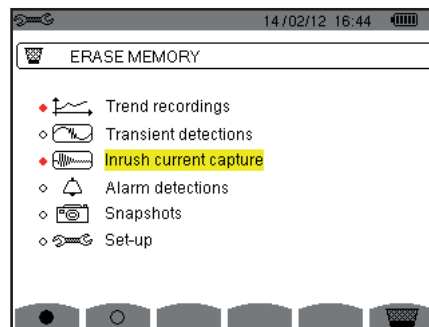 14/02/12 16:44
ERASE MEMORY
Trend recordings
Transient detections
Inrush current capture
Alarm detections
Snapshots
Set-up